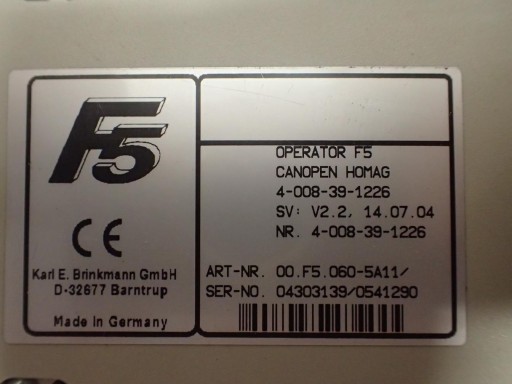 F5
CE
Karl E. Brinkmann GmbH
D-32677 Barntrup
Made in Germany
OPERATOR F5
CANOPEN HOMAG
4-008-39-1226
SV: V2.2, 14.07.04
NR. 4-008-39-1226
ART-NR. 00.F5.060-5A11/
SER-NO. 04303139/0541290